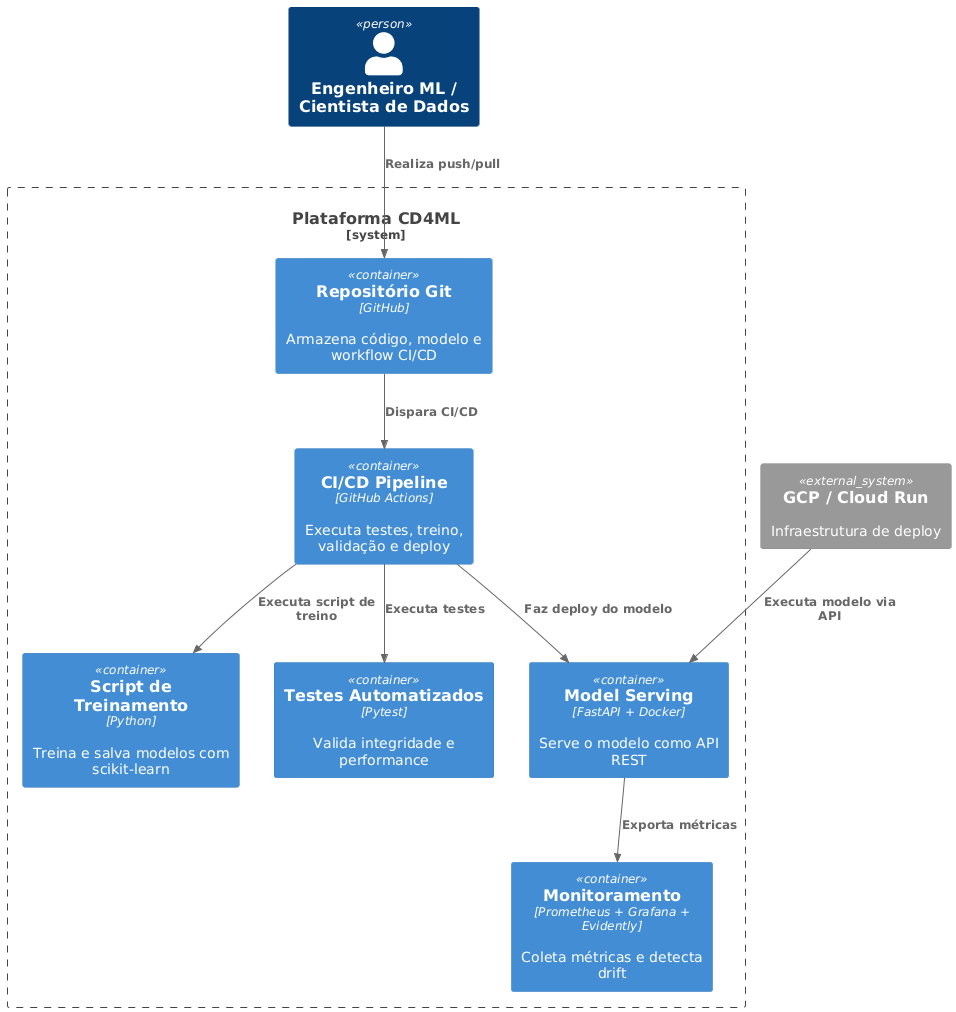 «person»
Engenheiro ML /
Cientista de Dados
Realiza push/pull
Plataforma CD4ML
[system]
«container»
Repositório Git
[GitHub]
Armazena código, modelo e
workflow CI/CD
Dispara CI/CD
«container»
CI/CD Pipeline
[GitHub Actions]
Executa testes, treino,
validação e deploy
«external_system»
GCP / Cloud Run
Infraestrutura de deploy
Executa script de
treino
Executa testes
Faz deploy do modelo
Executa modelo via
API
«container»
Script de
Treinamento
[Python]
Treina e salva modelos com
scikit-learn
«container»
Testes Automatizados
[Pytest]
Valida integridade e
performance
«container»
Model Serving
[FastAPI + Docker]
Serve o modelo como API
REST
Exporta métricas
«container»
Monitoramento
[Prometheus + Grafana +
Evidently]
Coleta métricas e detecta
drift